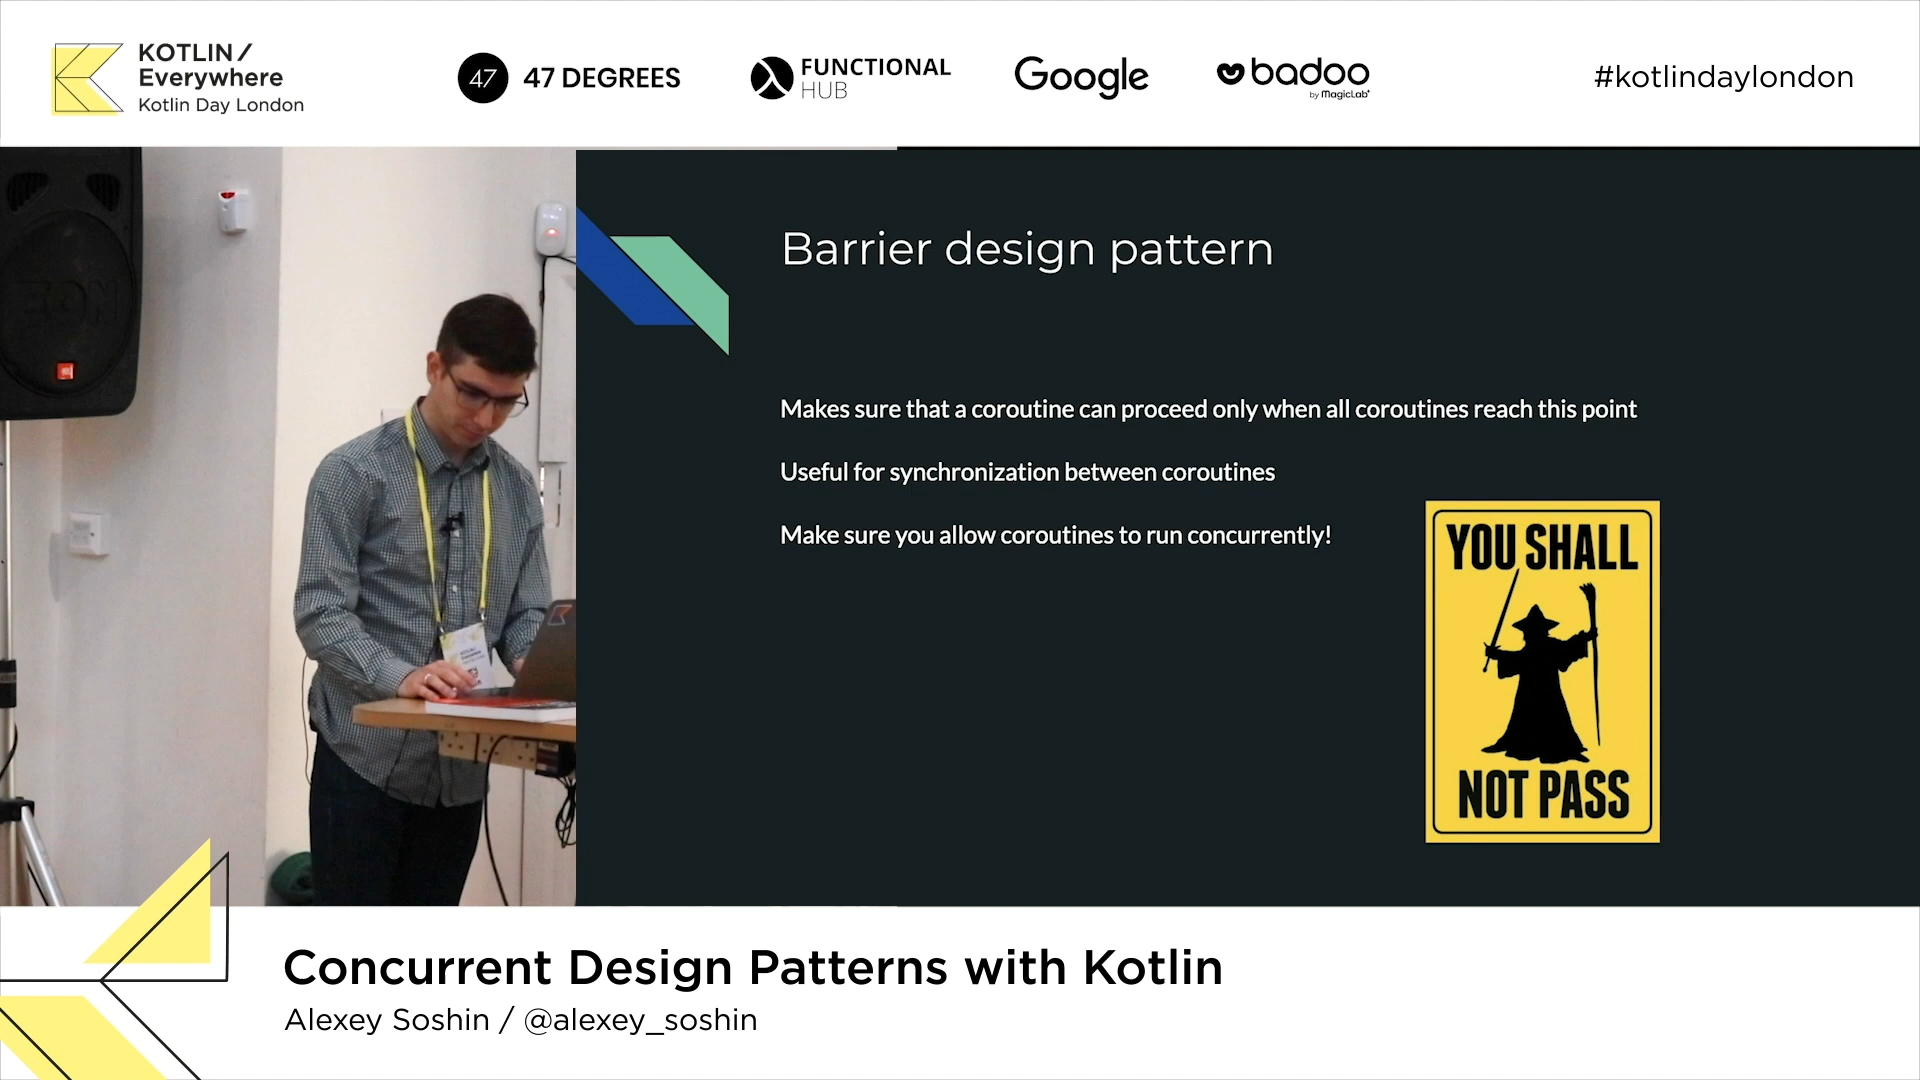 KOTLIN /
Everywhere
Kotlin Day London
47
47 DEGREES
FUNCTIONAL
HUB
Google
badoo
by MagicLab
#kotlindaylondon
EON
Barrier design pattern
Makes sure that a coroutine can proceed only when all coroutines reach this point
Useful for synchronization between coroutines
Make sure you allow coroutines to run concurrently!
YOU SHALL
NOT PASS
Concurrent Design Patterns with Kotlin
Alexey Soshin / @alexey_soshin